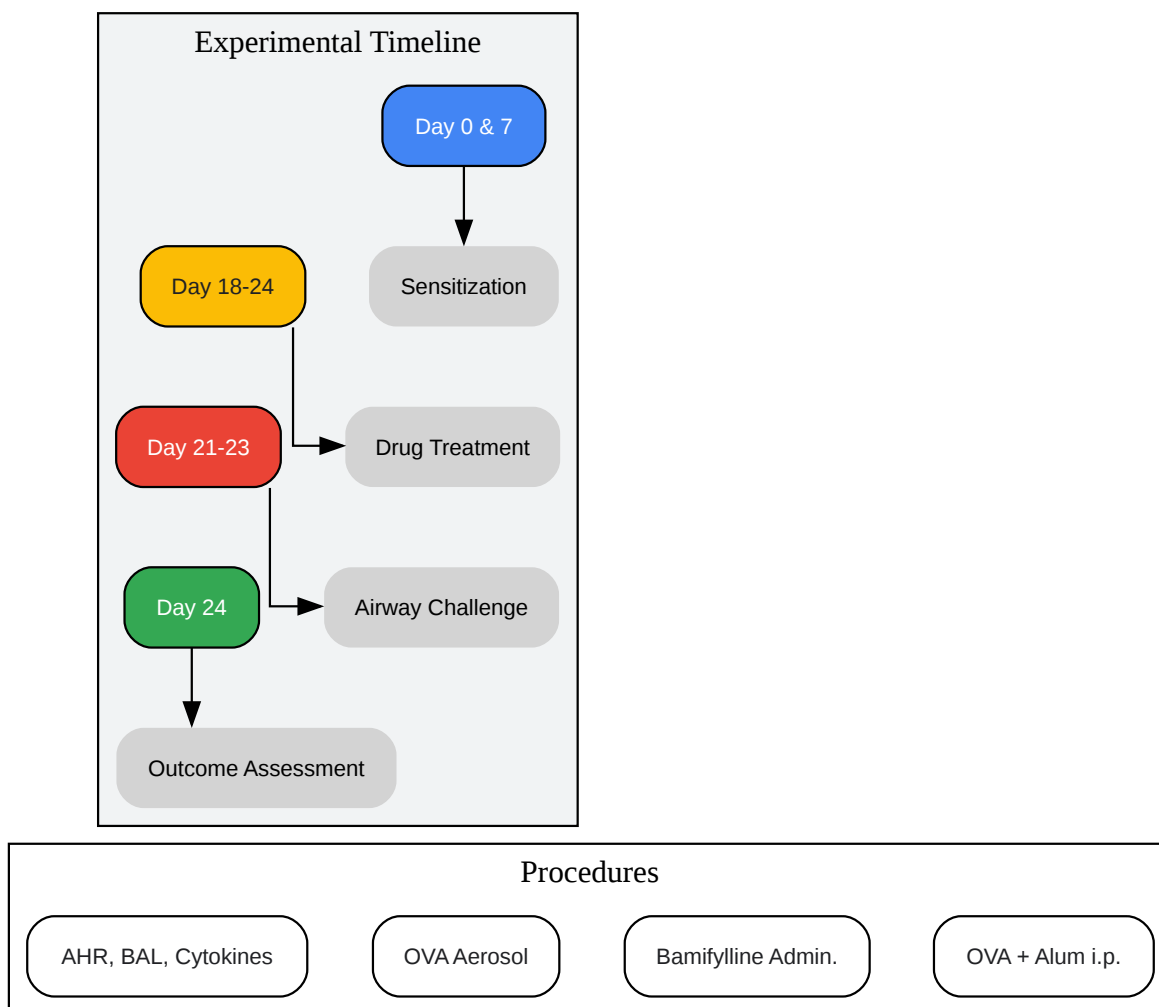 Experimental Timeline
Day 0 & 7
Day 18-24
Sensitization
Day 21-23
Drug Treatment
Day 24
Airway Challenge
Outcome Assessment
Procedures
AHR, BAL, Cytokines
OVA Aerosol
Bamifylline Admin.
OVA + Alum i.p.